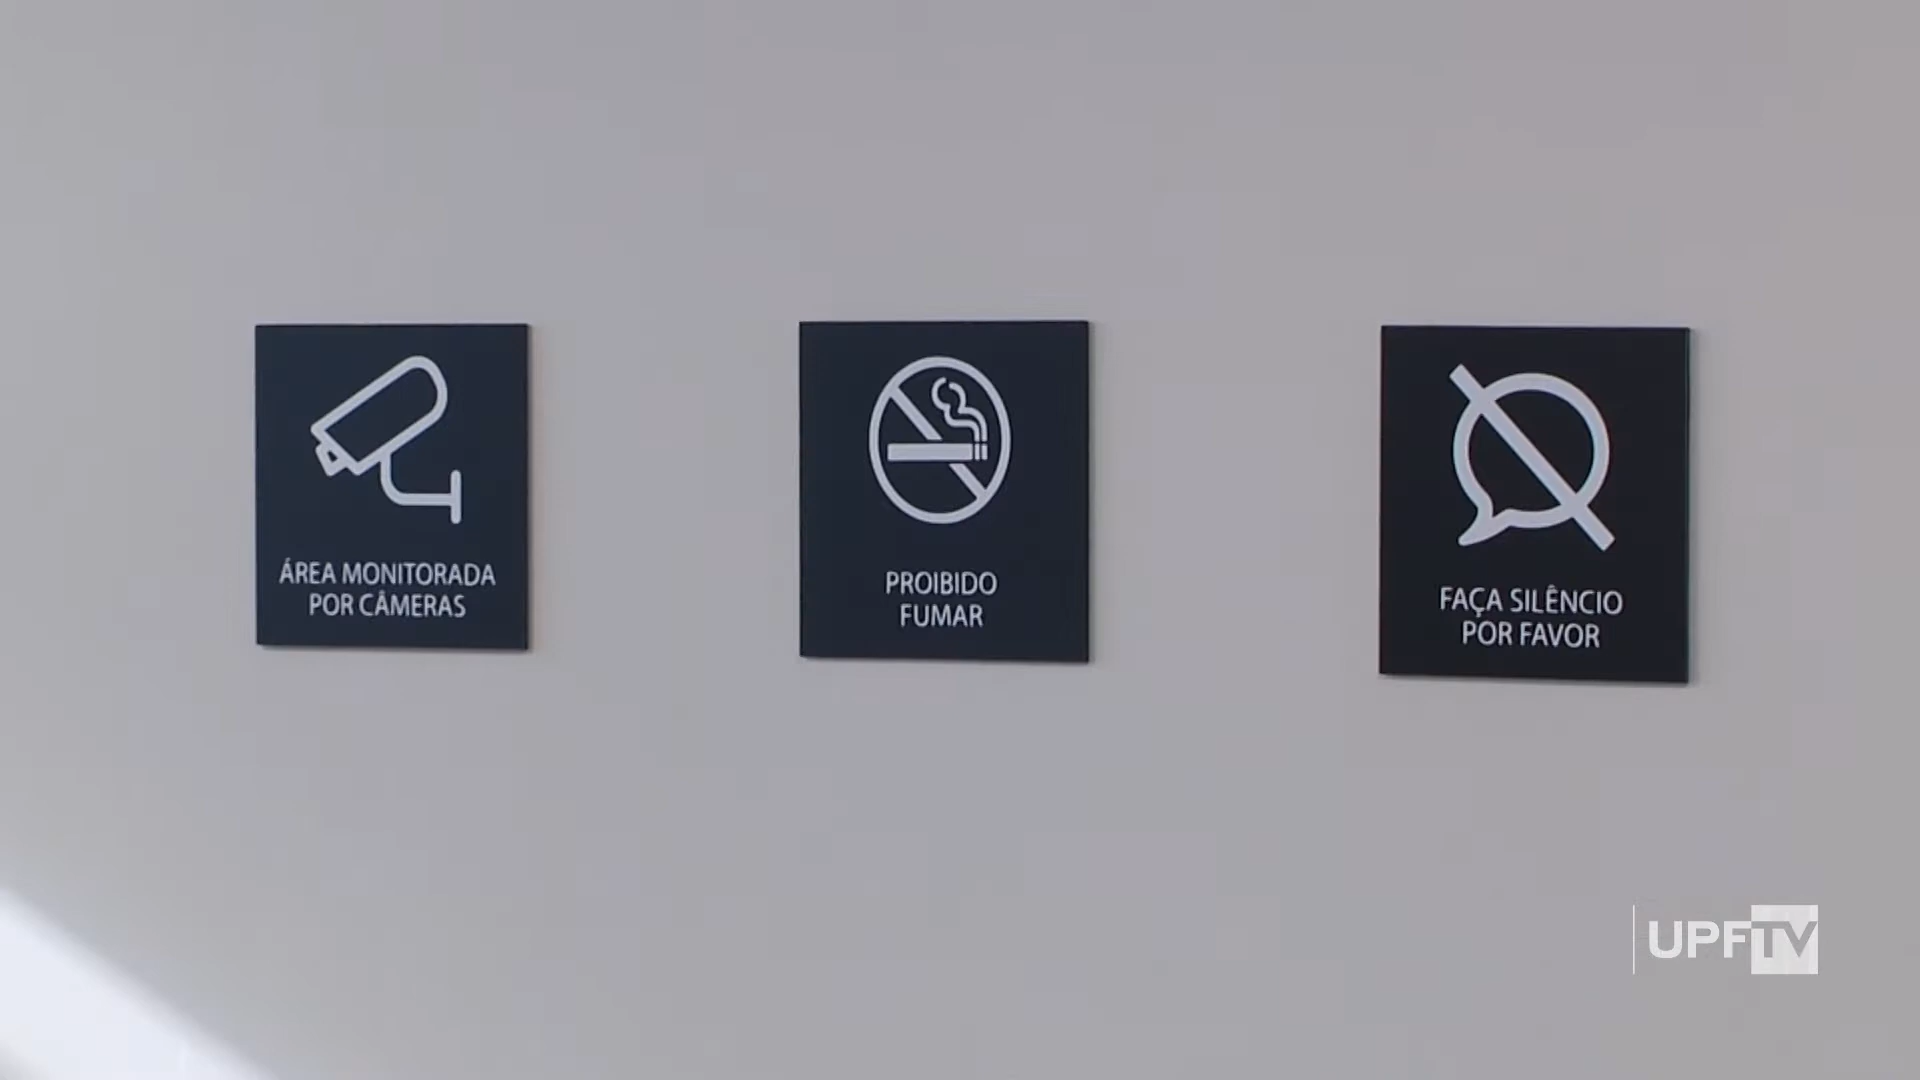 ÁREA MONITORADA
POR CÂMERAS
PROIBIDO
FUMAR
FAÇA SILÊNCIO
POR FAVOR
UPFTV